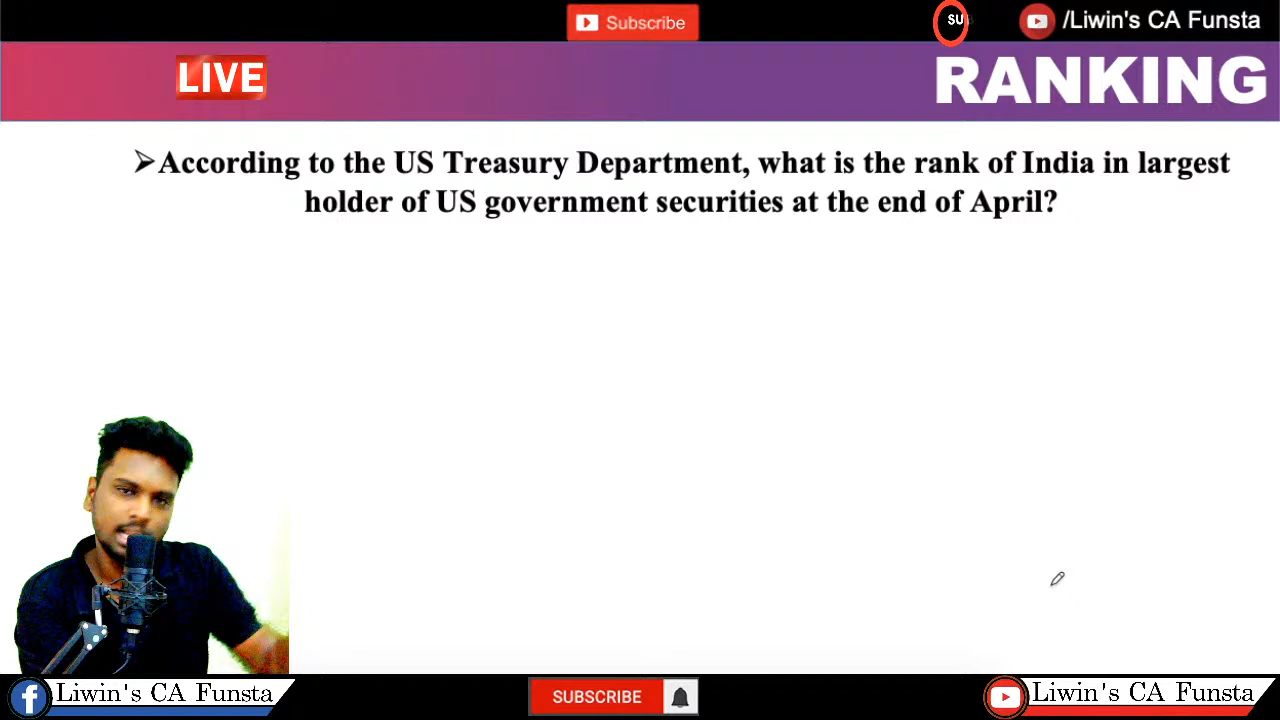 Subscribe
SU
/Liwin's CA Funsta
LIVE
RANKING
➢According to the US Treasury Department, what is the rank of India in largest
holder of US government securities at the end of April?
Liwin's CA Funsta
SUBSCRIBE
Liwin's CA Funsta